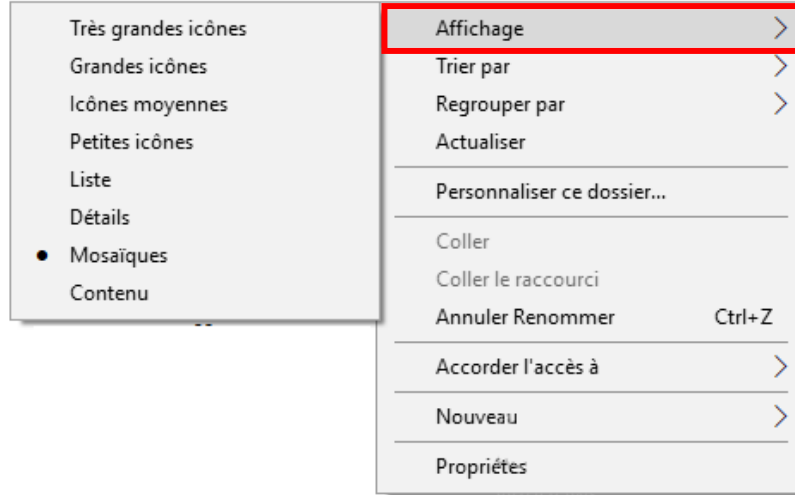 Très grandes icônes
Grandes icônes
Icônes moyennes
Petites icônes
Liste
Détails
Mosaïques
Contenu
Affichage
Trier par
Regrouper par
Actualiser
Personnaliser ce dossier...
Coller
Coller le raccourci
Annuler Renommer Ctrl+Z
Accorder l'accès à
Nouveau
Propriétes